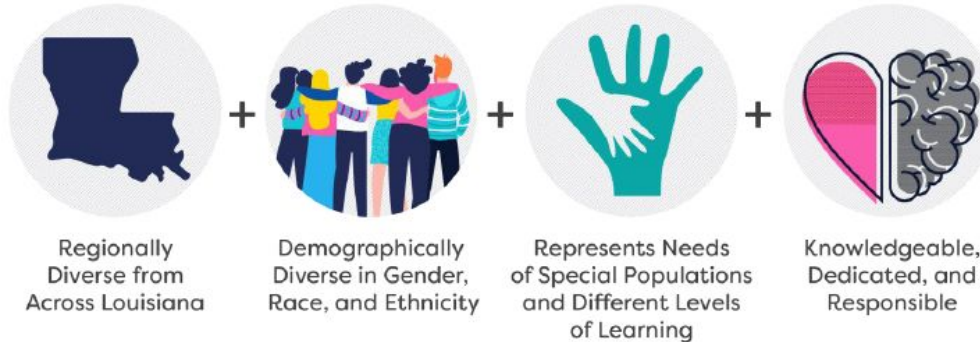 + + +
Regionally
Diverse from
Across Louisiana
Demographically
Diverse in Gender,
Race, and Ethnicity
Represents Needs
of Special Populations
and Different Levels
of Learning
Knowledgeable,
Dedicated, and
Responsible